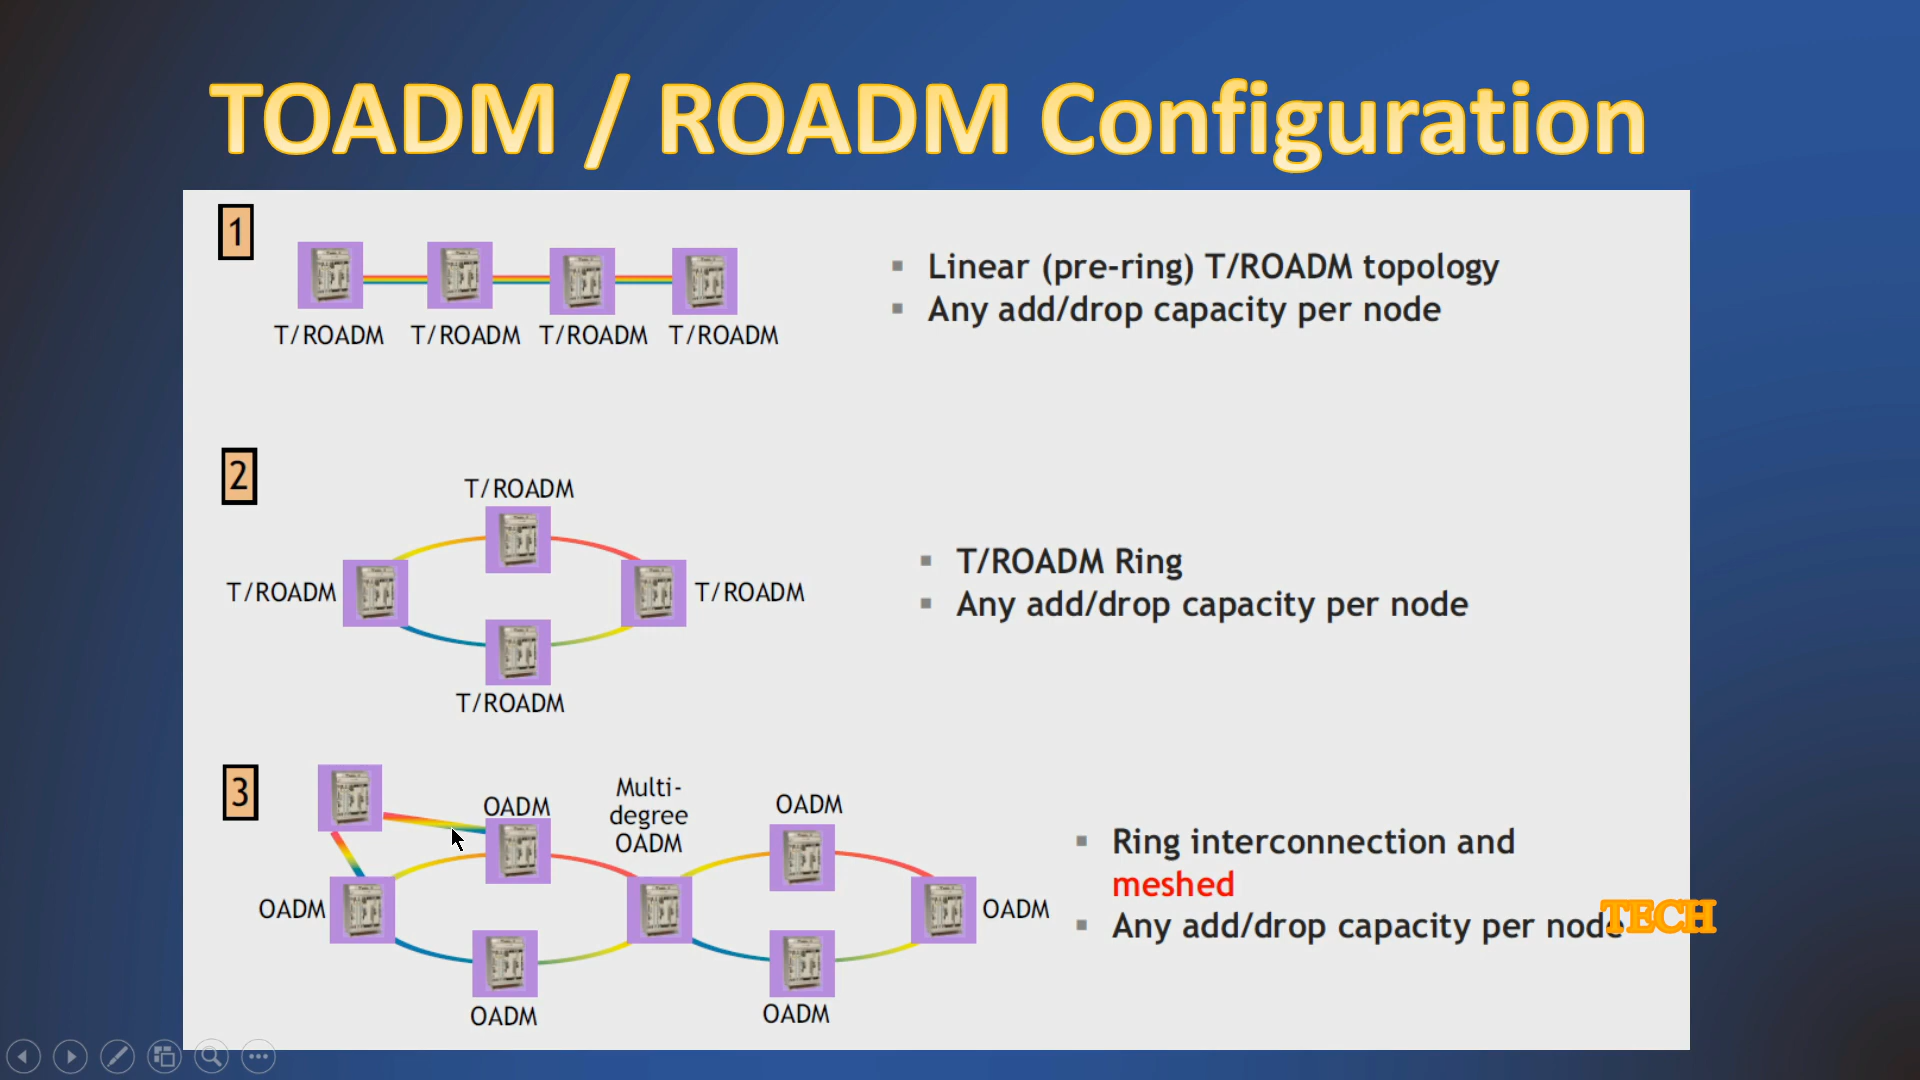 TOADM / ROADM Configuration
1
T/ROADM T/ROADM T/ROADM T/ROADM
▪ Linear (pre-ring) T/ROADM topology
▪ Any add/drop capacity per node
2
T/ROADM
T/ROADM
T/ROADM
T/ROADM
▪ T/ROADM Ring
▪ Any add/drop capacity per node
3
OADM
Multi-
degree
OADM
OADM
OADM
OADM
OADM
OADM
▪ Ring interconnection and
meshed
▪ Any add/drop capacity per node
TECH